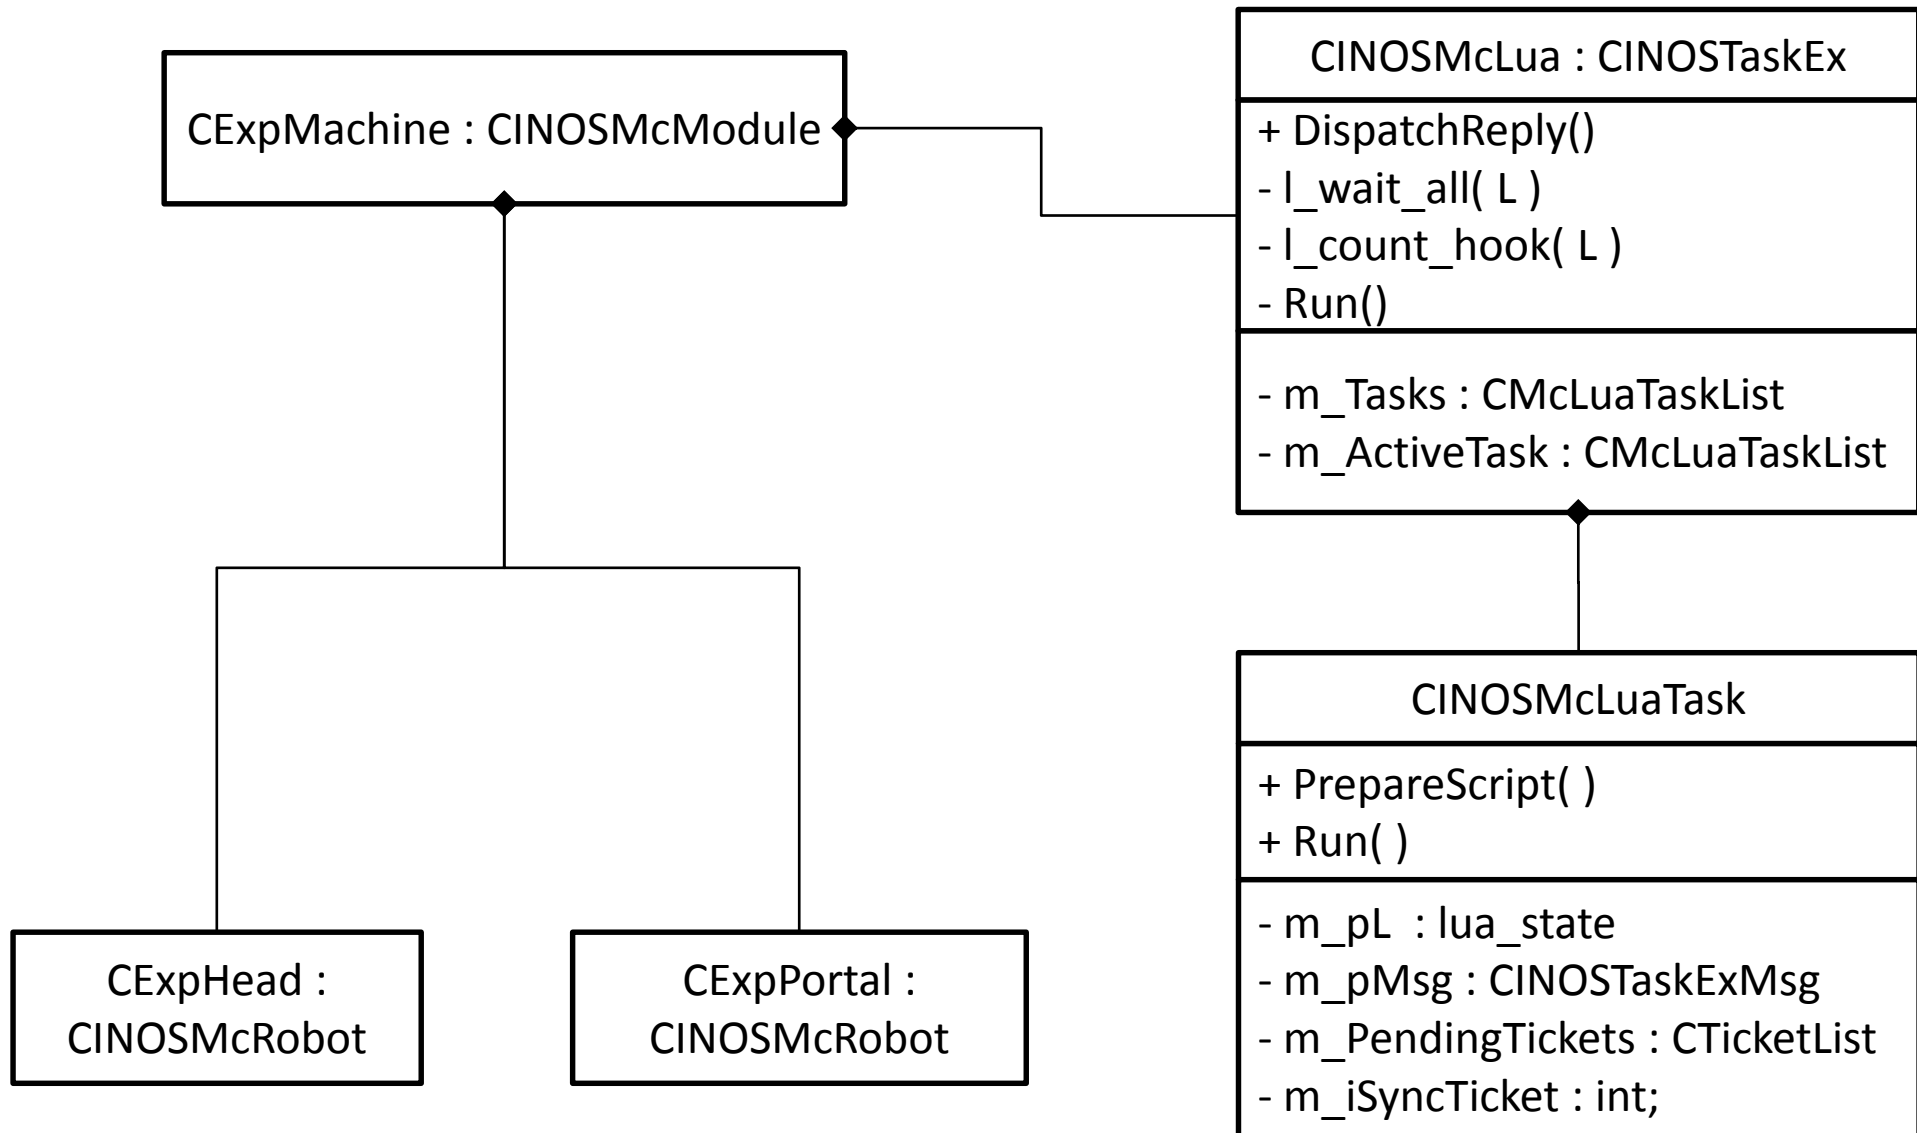 CExpMachine : CINOSMcModule
CINOSMcLua : CINOSTaskEx
+ DispatchReply()
- l_wait_all( L )
- l_count_hook( L )
- Run()
- m_Tasks : CMcLuaTaskList
- m_ActiveTask : CMcLuaTaskList
CINOSMcLuaTask
+ PrepareScript( )
+ Run( )
- m_pL  : lua_state
- m_pMsg : CINOSTaskExMsg
- m_PendingTickets : CTicketList
- m_iSyncTicket : int;
CExpHead :
CINOSMcRobot
CExpPortal :
CINOSMcRobot